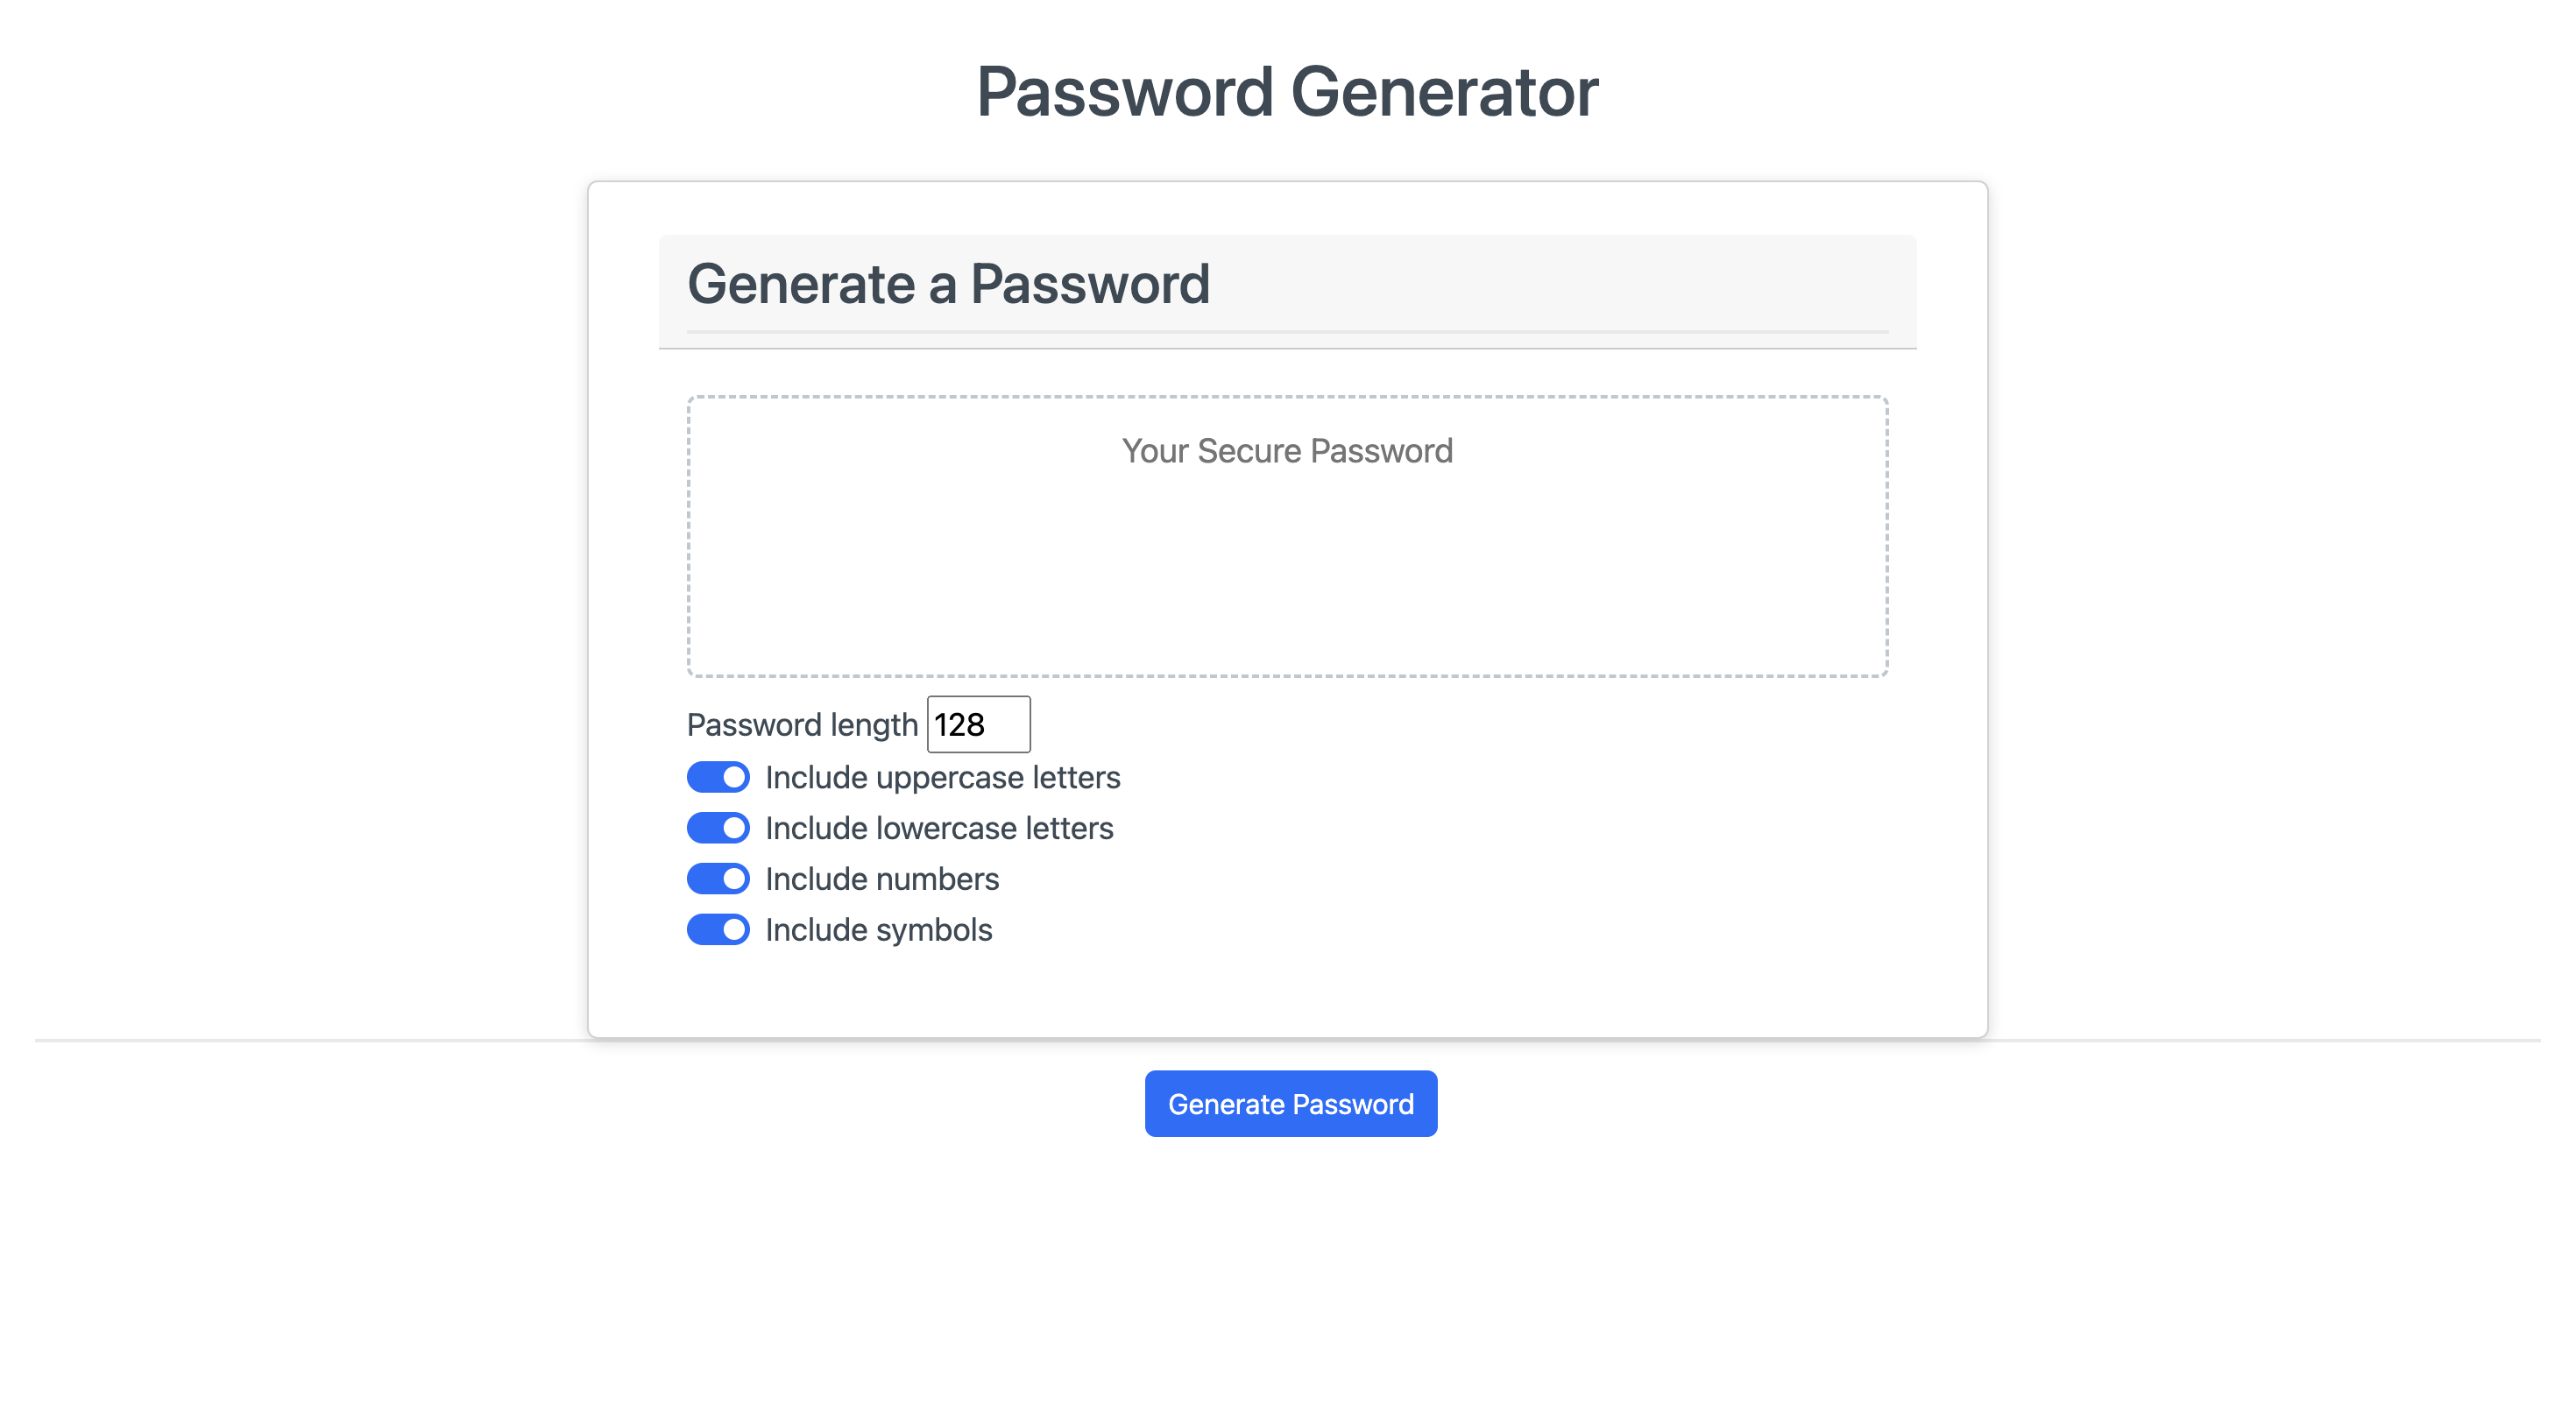 Password Generator
Generate a Password
Your Secure Password
Password length 128
Include uppercase letters
Include lowercase letters
Include numbers
Include symbols
Generate Password